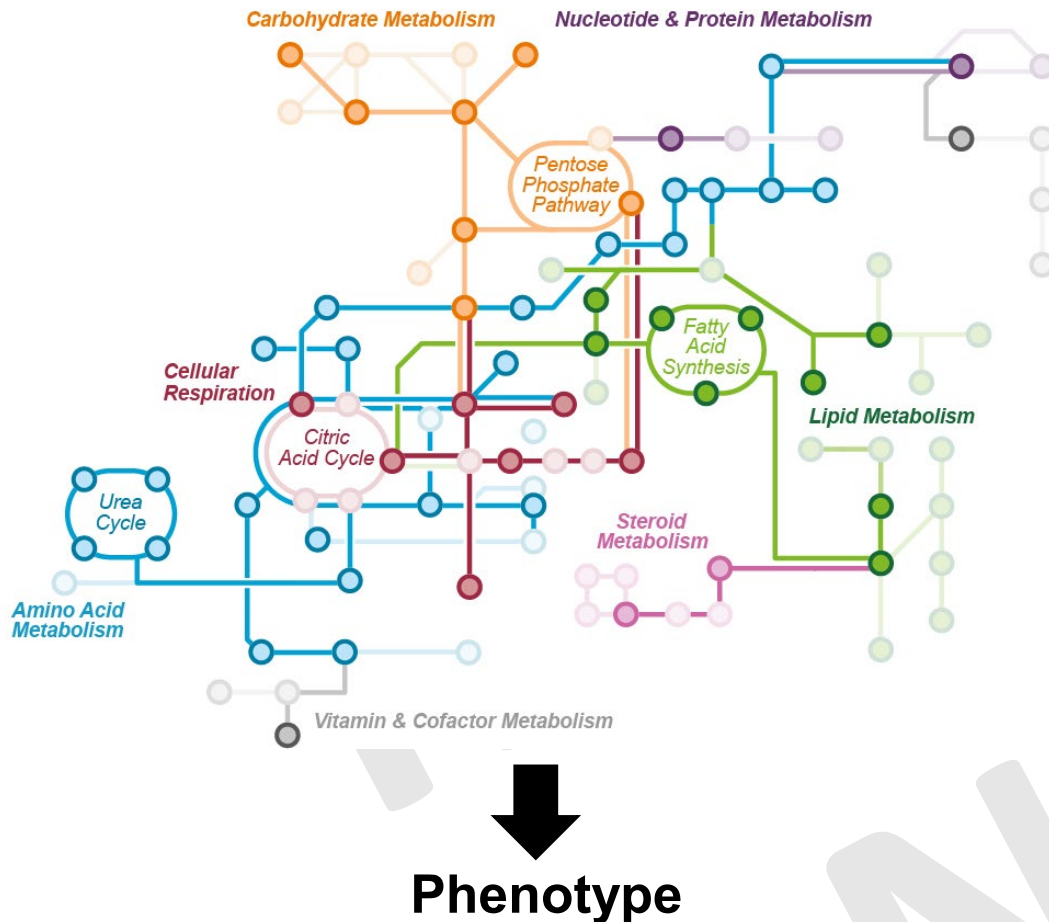 Carbohydrate Metabolism
Nucleotide & Protein Metabolism
Pentose
Phosphate
Pathway
Cellular
Respiration
Fatty
Acid
Synthesis
Citric
Acid Cycle
Lipid Metabolism
Urea
Cycle
Steroid
Metabolism
Amino Acid
Metabolism
Vitamin & Cofactor Metabolism
Phenotype